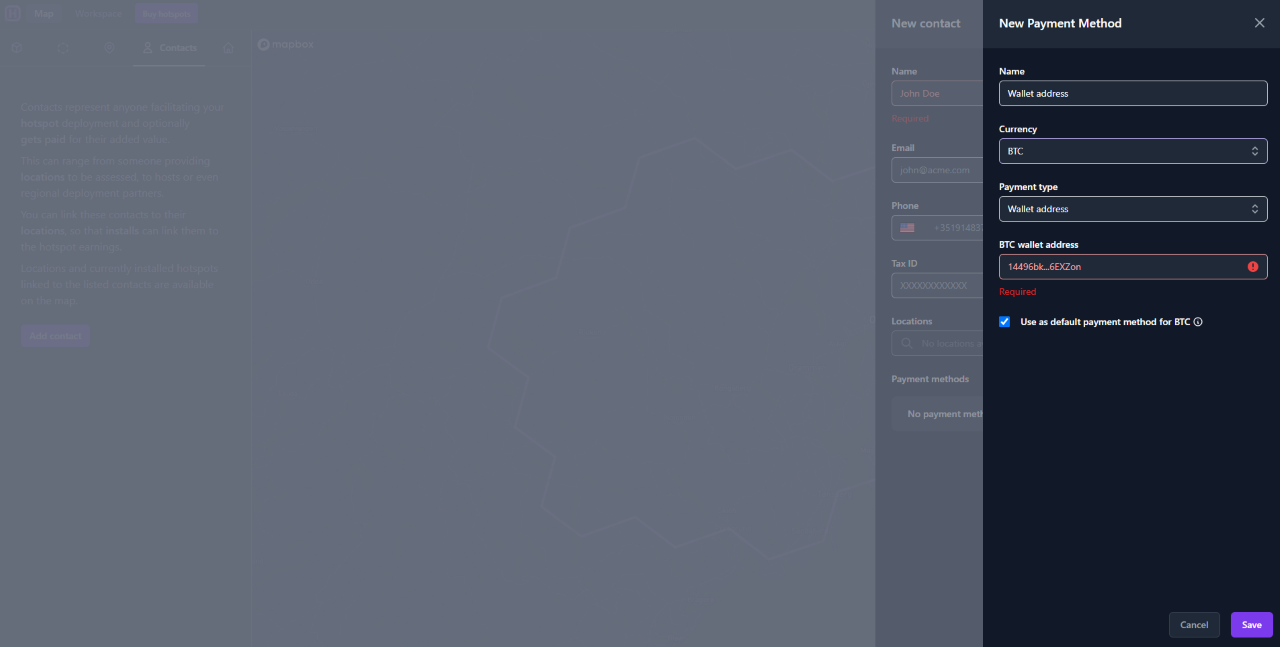 Map
Buy hotspots
Contacts
mapbox
Contacts represent anyone facilitating your
hotspot deployment and optionally
gets paid for their added value.
This can range from someone providing
locations to be assessed, to hosts or even
regional deployment partners.
You can link these contacts to their
locations, so that installs can link them to
the hotspot earnings.
Locations and currently installed hotspots
linked to the listed contacts are available
on the map.
Add contact
New contact
Name
John Doe
Required
Email
john@acme.com
Phone
Tax ID
XXXXXXXXXXXX
Locations
No locations
Payment methods
No payment
New Payment Method
Name
Wallet address
Currency
BTC
Payment type
Wallet address
BTC wallet address
14496bk...6EXZon
Required
Use as default payment method for BTC
Cancel
Save